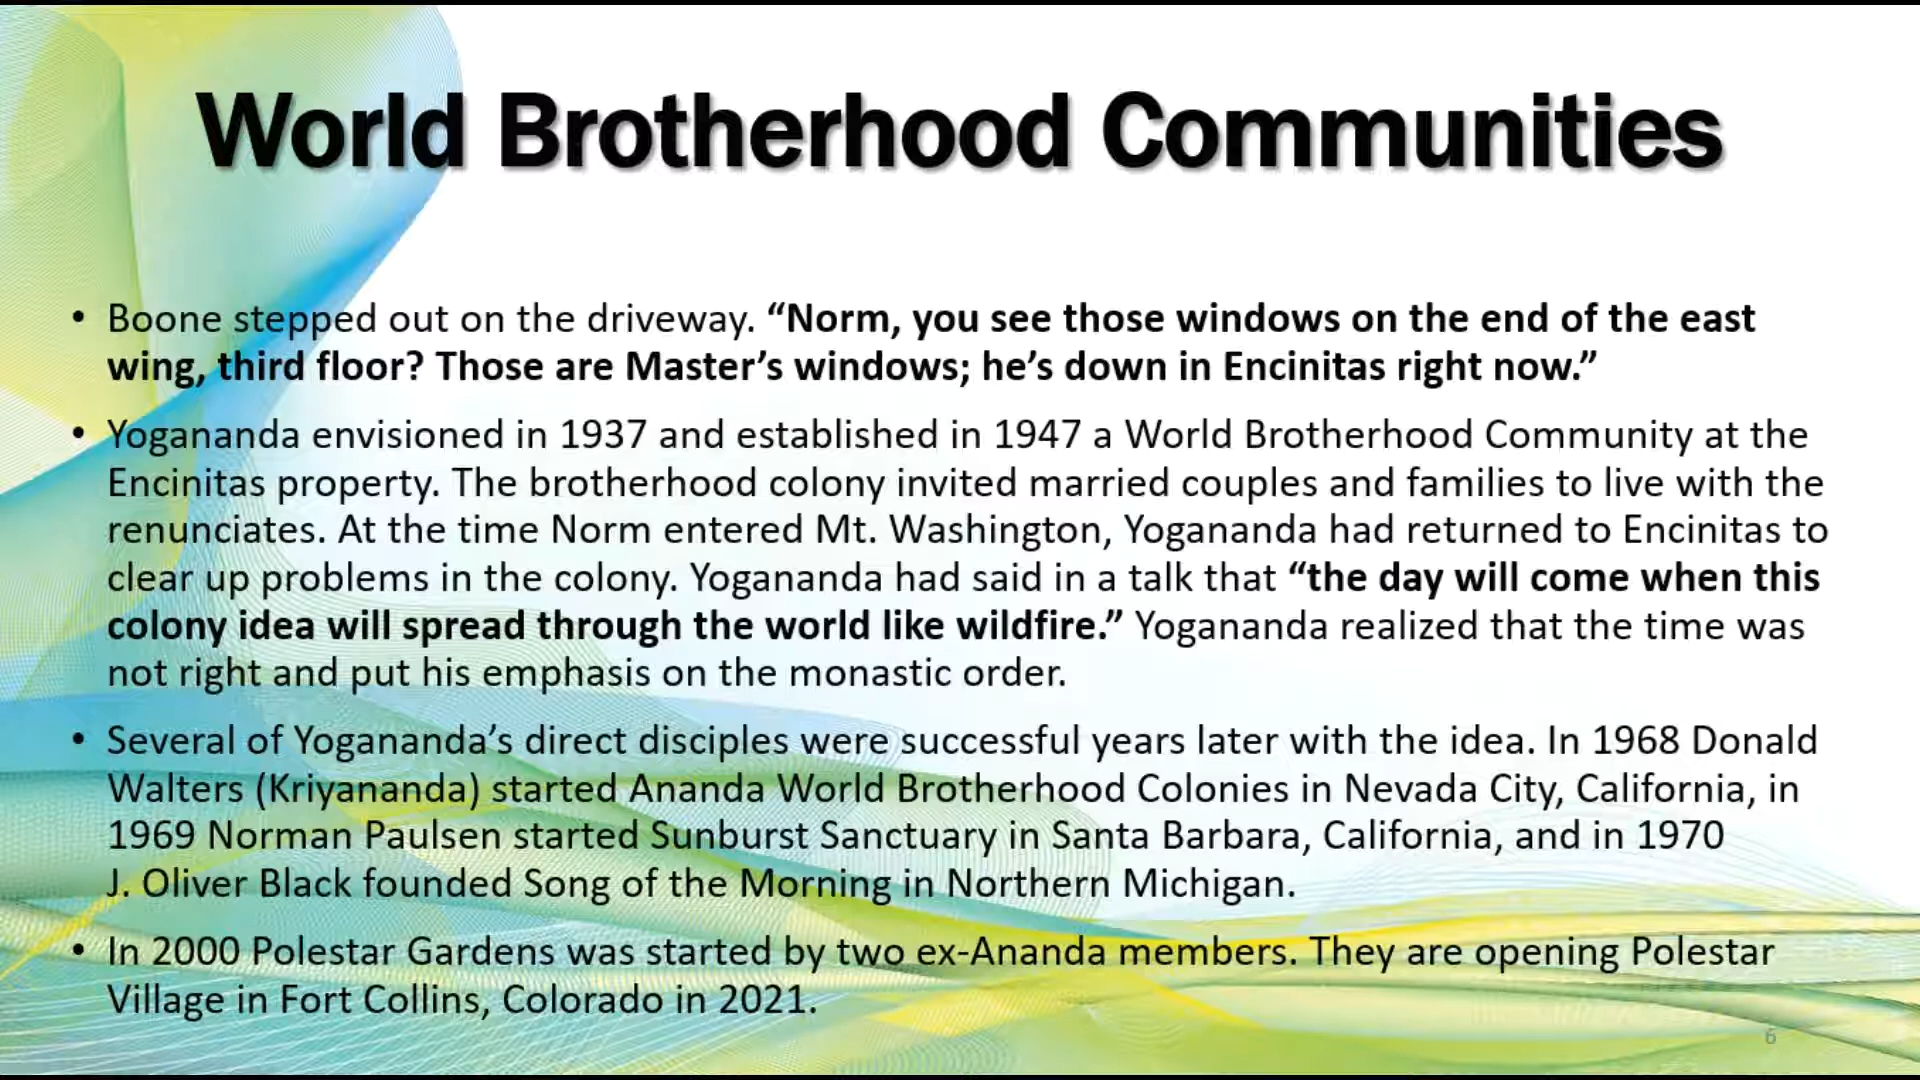 World Brotherhood Communities
• Boone stepped out on the driveway. “Norm, you see those windows on the end of the east
wing, third floor? Those are Master’s windows; he’s down in Encinitas right now.”
• Yogananda envisioned in 1937 and established in 1947 a World Brotherhood Community at the
Encinitas property. The brotherhood colony invited married couples and families to live with the
renunciates. At the time Norm entered Mt. Washington, Yogananda had returned to Encinitas to
clear up problems in the colony. Yogananda had said in a talk that “the day will come when this
colony idea will spread through the world like wildfire.” Yogananda realized that the time was
not right and put his emphasis on the monastic order.
• Several of Yogananda’s direct disciples were successful years later with the idea. In 1968 Donald
Walters (Kriyananda) started Ananda World Brotherhood Colonies in Nevada City, California, in
1969 Norman Paulsen started Sunburst Sanctuary in Santa Barbara, California, and in 1970
J. Oliver Black founded Song of the Morning in Northern Michigan.
• In 2000 Polestar Gardens was started by two ex-Ananda members. They are opening Polestar
Village in Fort Collins, Colorado in 2021.
6